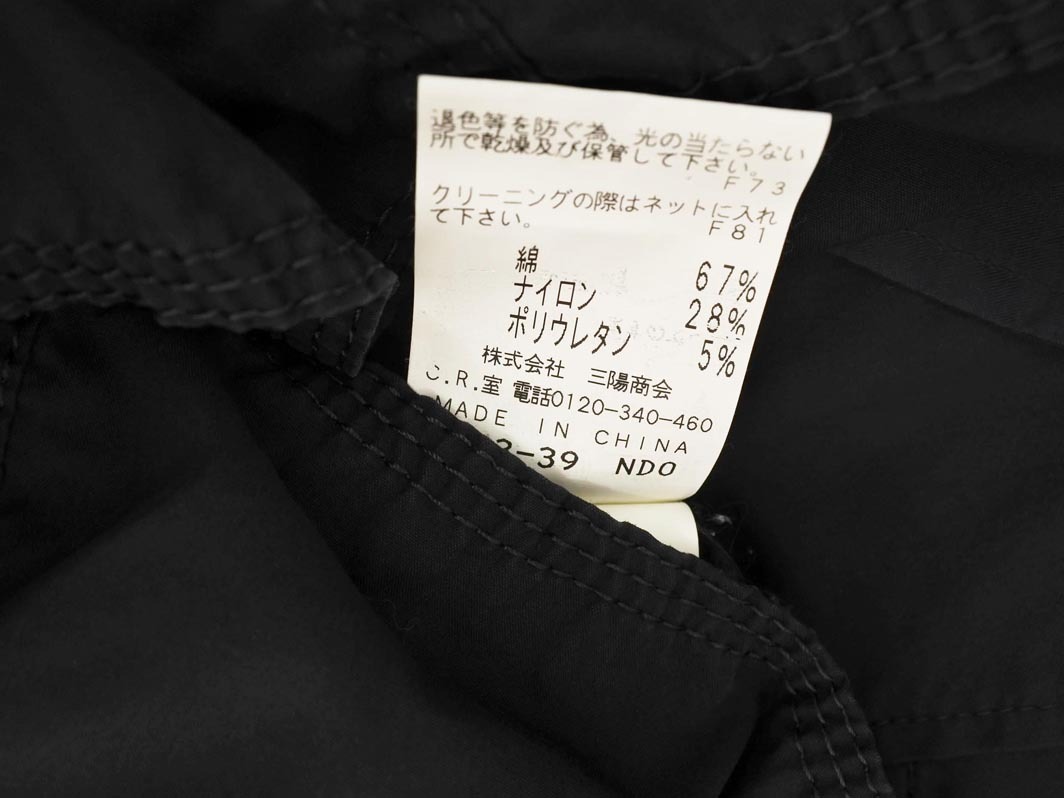 退色等を防ぐ為、光の当たらない
所で乾燥及び保管して下さい。
F73
クリーニングの際はネットに入れ
て下さい。 F81
綿 67%
ナイロン 28%
ポリウレタン 5%
株式会社 三陽商会
C.R.室 電話0120-340-460
MADE IN CHINA
-39 NDO